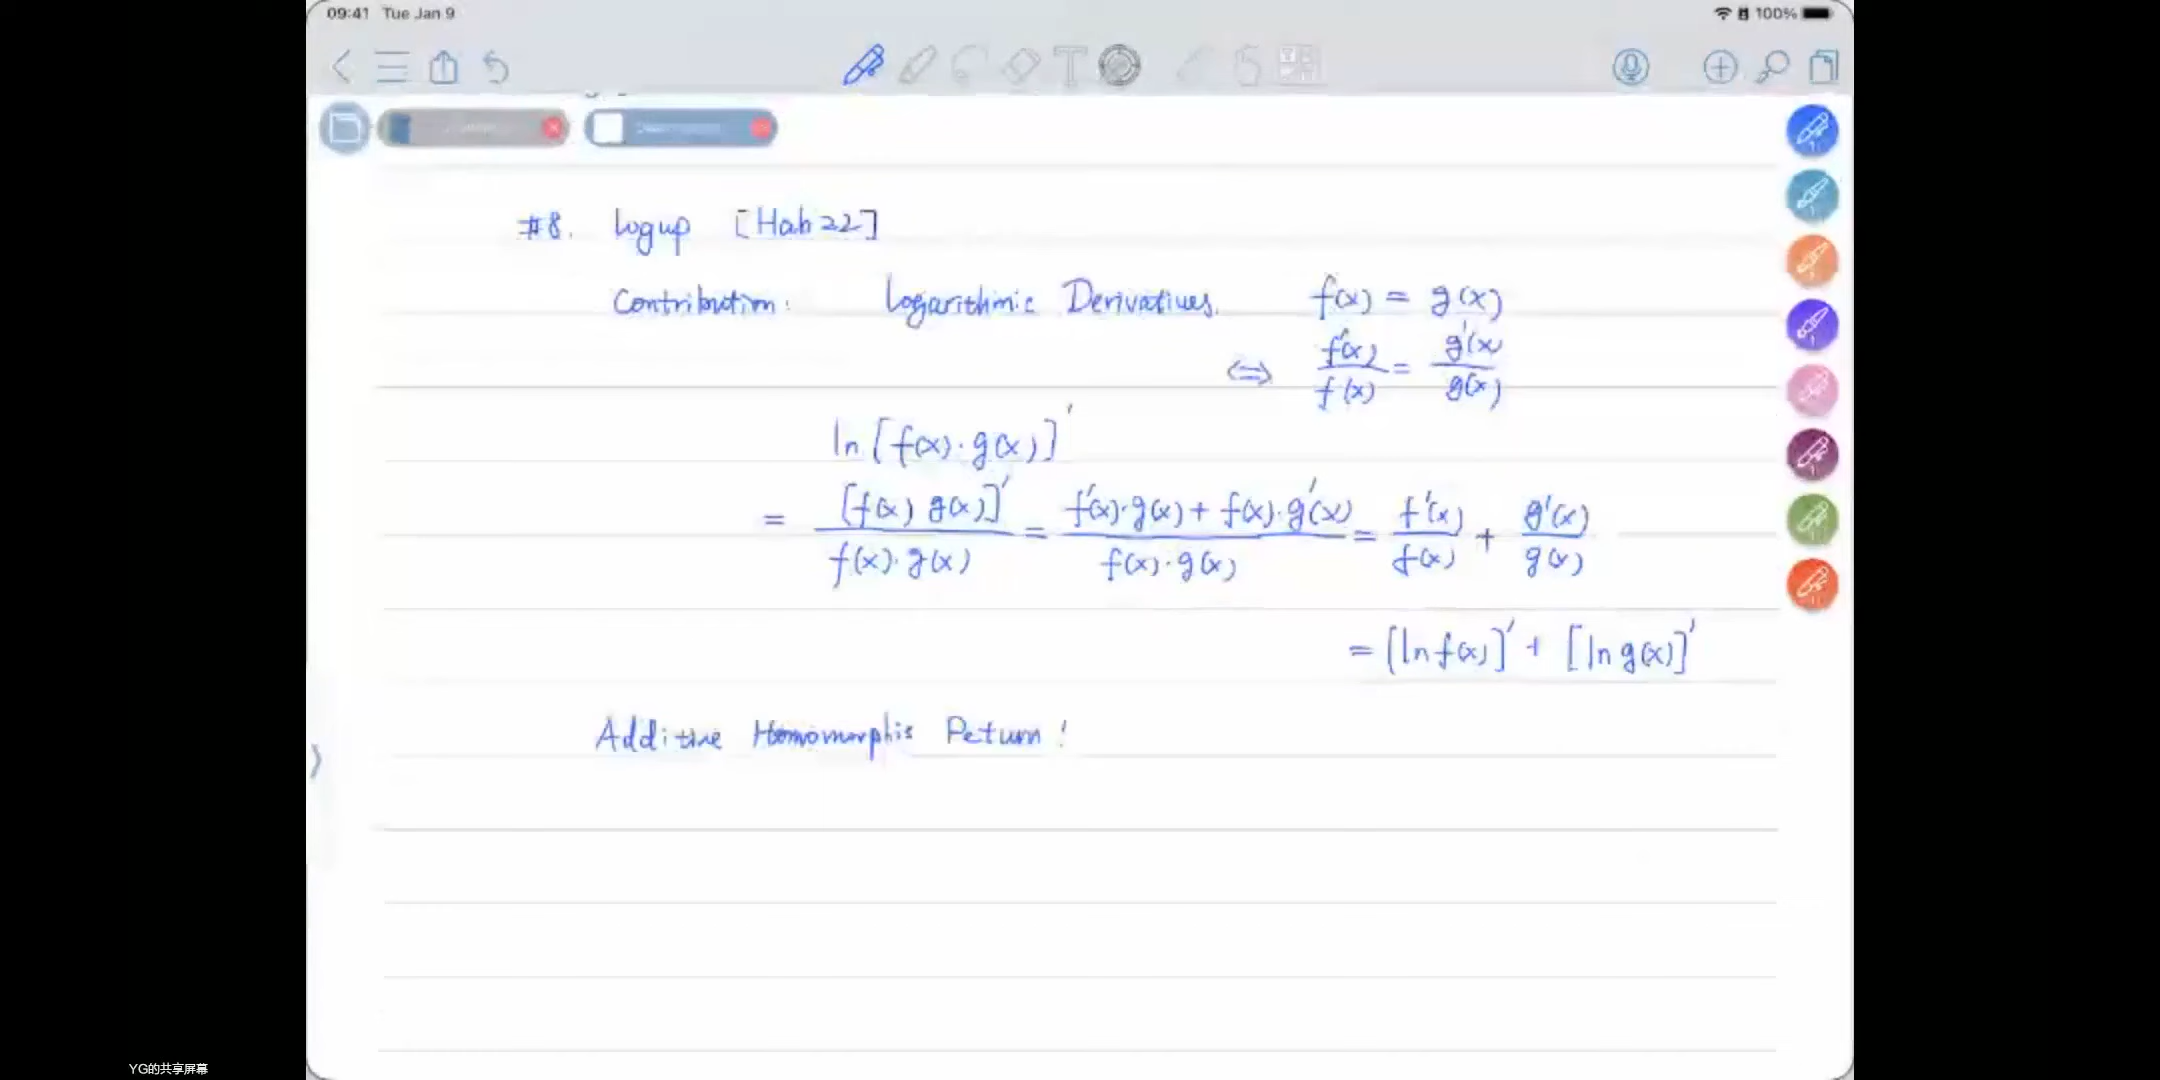 09:41 Tue Jan 9
100%
#8. Logup [Hab22]
Contribution: Logarithmic Derivatives. f(x) = g(x)
⇔ f'(x)/f(x) = g'(x)/g(x)
ln[f(x)·g(x)]'
= [f(x) g(x)]'/f(x)·g(x) = f'(x)·g(x) + f(x)·g'(x)/f(x)·g(x) = f'(x)/f(x) + g'(x)/g(x)
= [ln f(x)]' + [ln g(x)]'
Additive Homomorphis Return!
YG的共享屏幕